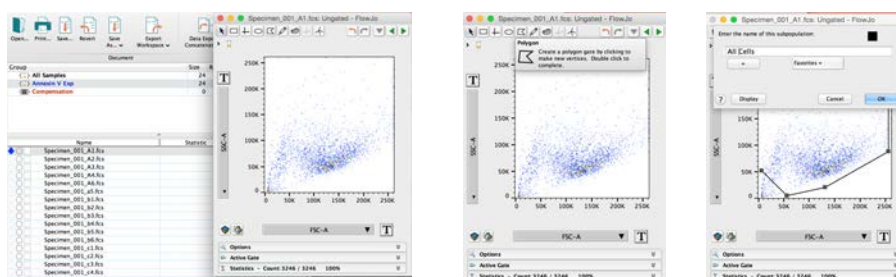 Specimen_001_A1.fcs: Ungated - FlowJo
Open... Print... Save... Revert Save As... Export Workspace
Document
Group Size
All Samples 24
Annexin V Exp 24
Compensation 0
Name Statistic
Specimen_001_A1.fcs
Specimen_001_A2.fcs
Specimen_001_A3.fcs
Specimen_001_A4.fcs
Specimen_001_A6.fcs
Specimen_001_a5.fcs
Specimen_001_b1.fcs
Specimen_001_b2.fcs
Specimen_001_b3.fcs
Specimen_001_b4.fcs
Specimen_001_b5.fcs
Specimen_001_b6.fcs
Specimen_001_c1.fcs
Specimen_001_c2.fcs
Specimen_001_c3.fcs
Specimen_001_c4.fcs
T
SSC-A
250K
200K
150K
100K
50K
0
0 50K 100K 150K 200K 250K
FSC-A T
Options
Active Gate
Statistics - Count:3246 / 3246 100%
Specimen_001_A1.fcs: Ungated - FlowJo
Polygon
Create a polygon gate by clicking to
make new vertices. Double click to
complete.
T
SSC-A
250K
200K
150K
100K
50K
0
0 50K 100K 150K 200K 250K
FSC-A T
Options
Active Gate
Statistics - Count:3246 / 3246 100%
Specimen_001_A1.fcs: Ungated - FlowJo
Enter the name of this subpopulation:
All Cells
Favorites
? Display Cancel OK
SSC-A
100K
50K
0
0 50K 100K 150K 200K 250K
FSC-A T
Options
Active Gate
Statistics - Count:3246 / 3246 100%